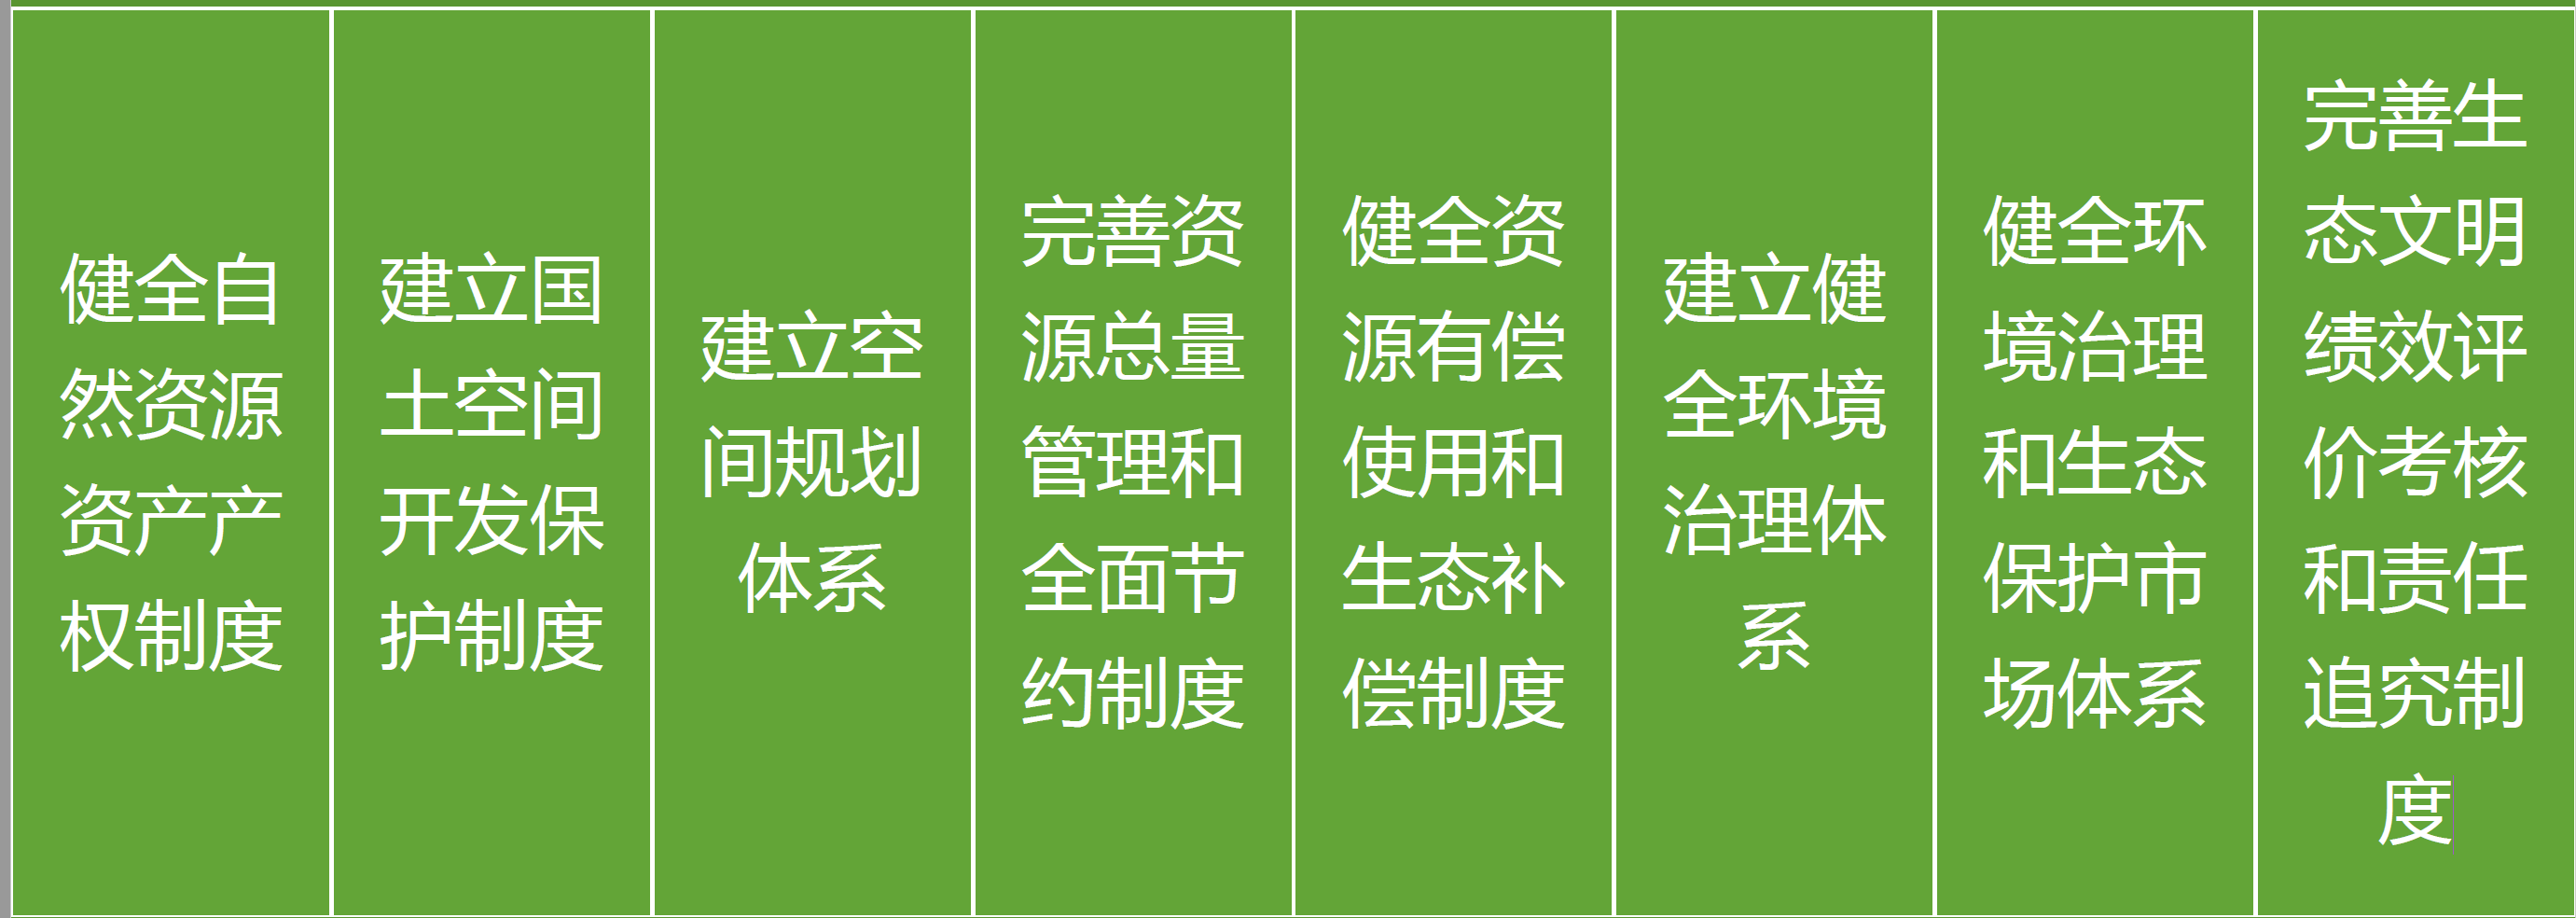 健全自
然资源
资产产
权制度
建立国
土空间
开发保
护制度
建立空
间规划
体系
完善资
源总量
管理和
全面节
约制度
健全资
源有偿
使用和
生态补
偿制度
建立健
全环境
治理体
系
健全环
境治理
和生态
保护市
场体系
完善生
态文明
绩效评
价考核
和责任
追究制
度